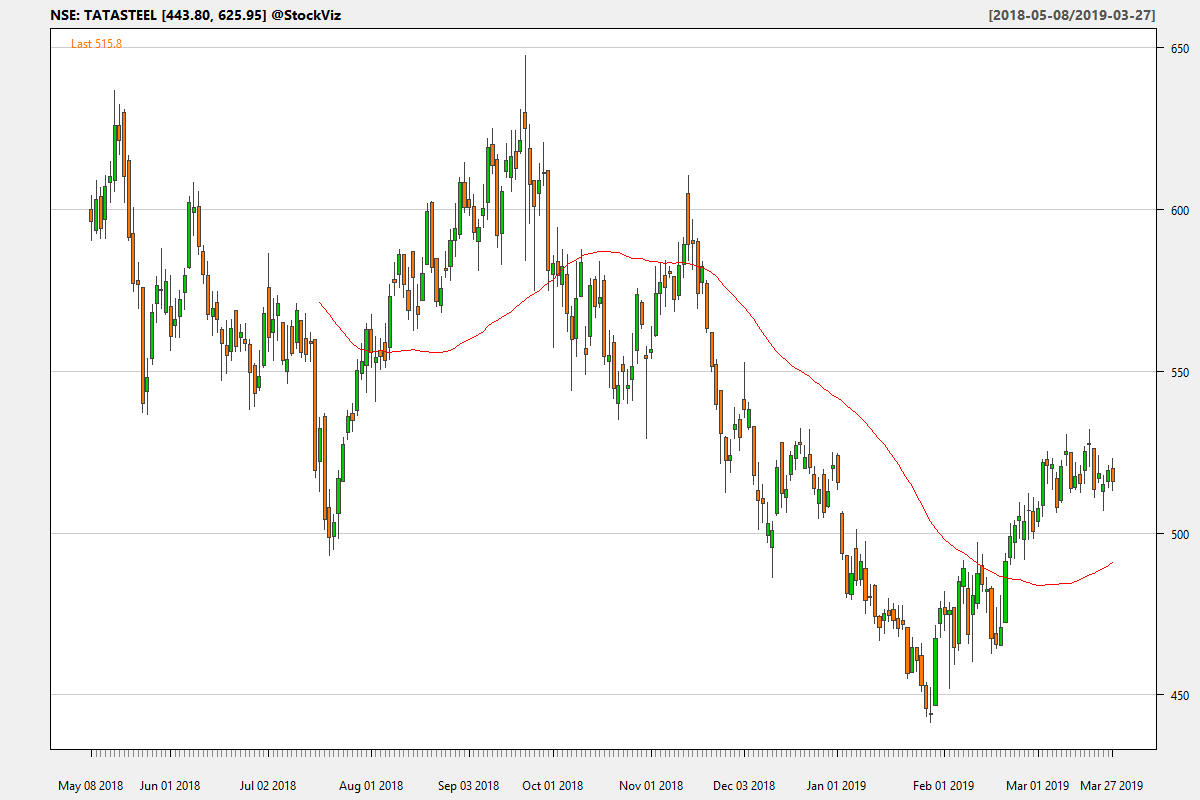 NSE: TATASTEEL [443.80, 625.95] @StockViz [2018-05-08/2019-03-27]
Last 515.8
650
600
550
500
450
May 08 2018 Jun 01 2018 Jul 02 2018 Aug 01 2018 Sep 03 2018 Oct 01 2018 Nov 01 2018 Dec 03 2018 Jan 01 2019 Feb 01 2019 Mar 01 2019 Mar 27 2019